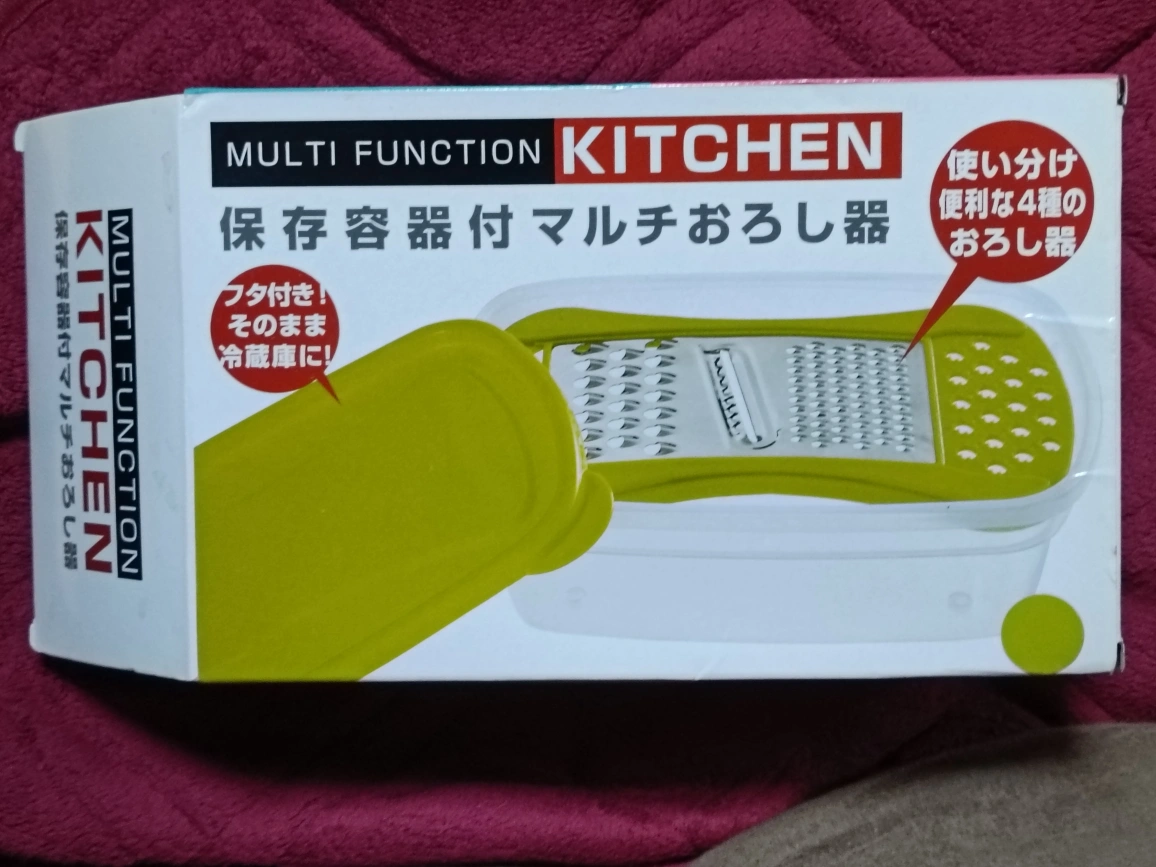 MULTI FUNCTION KITCHEN
保存容器付マルチおろし器
使い分け
便利な4種の
おろし器
フタ付き!
そのまま
冷蔵庫に!
MULTI FUNCTION
KITCHEN
保存容器付マルチおろし器